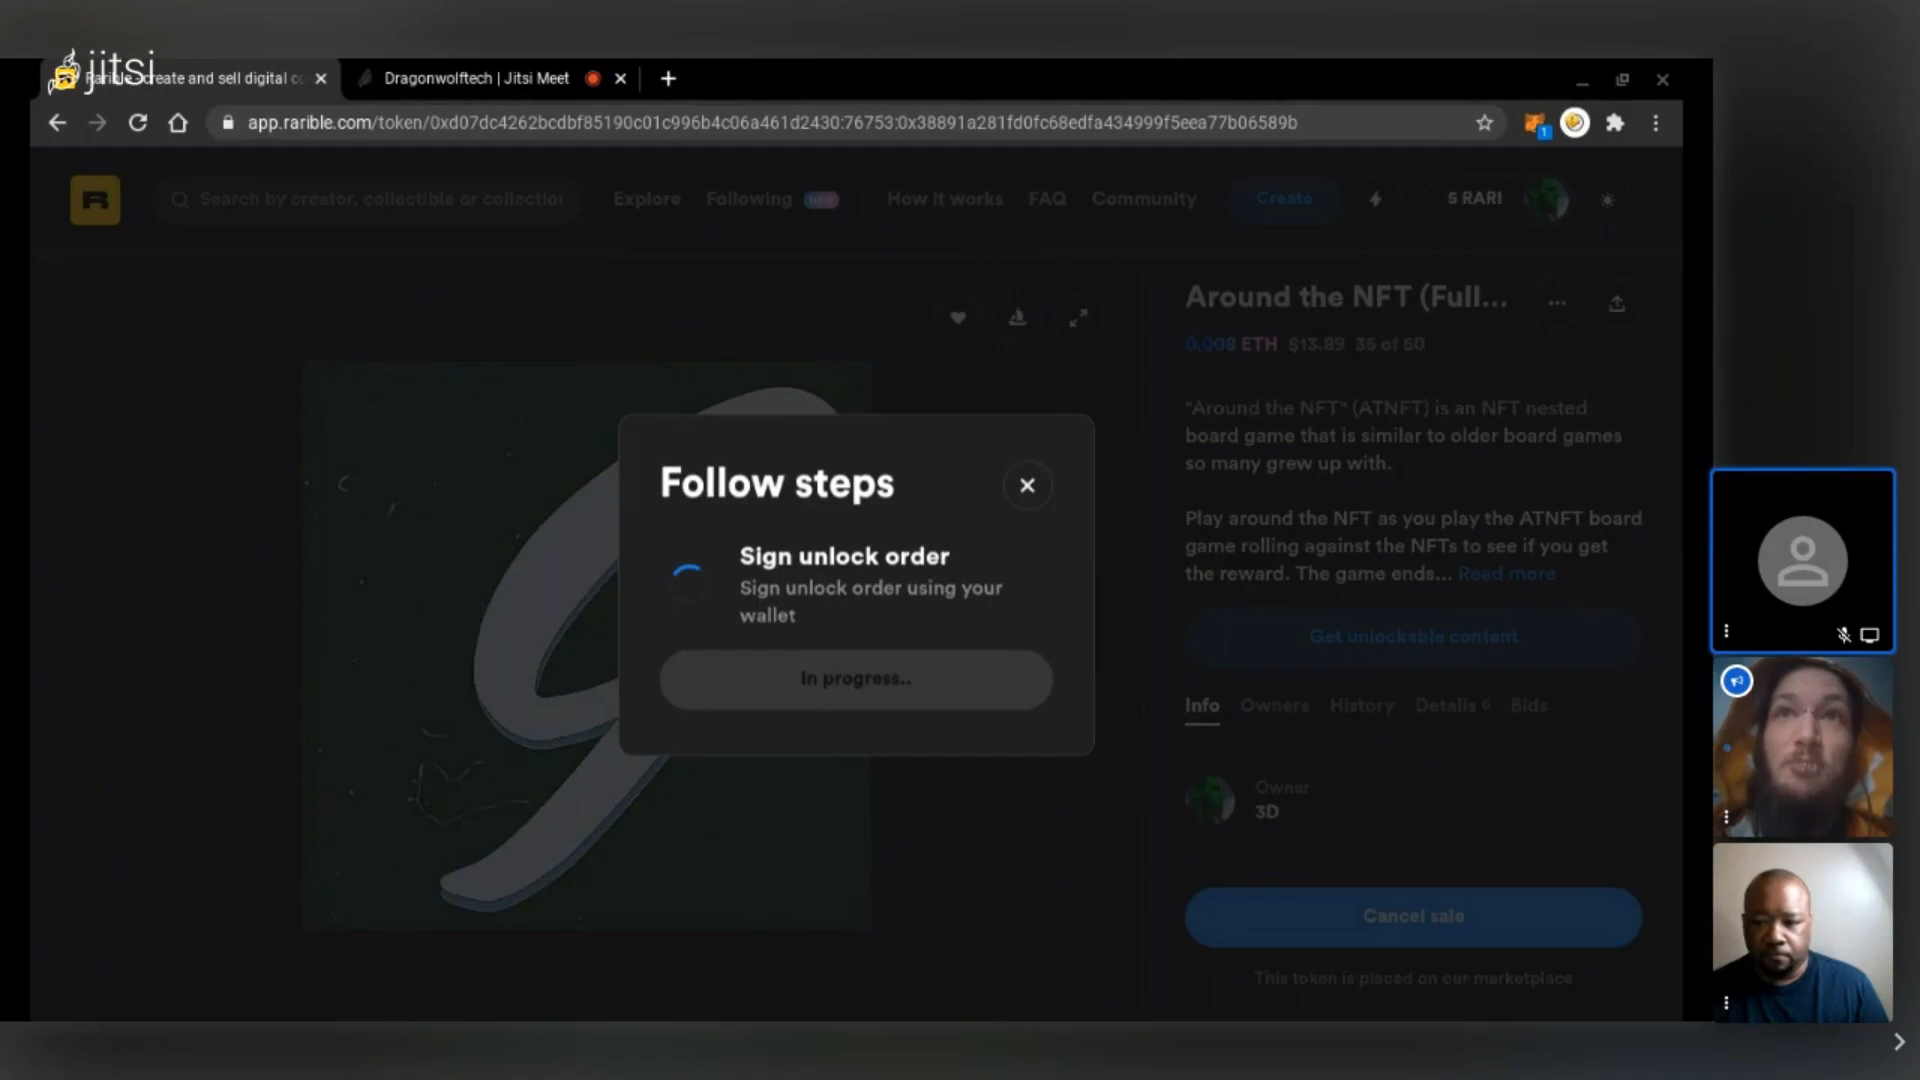 jitsi
Rarible - create and sell digital co
Dragonwolftech | Jitsi Meet
app.rarible.com/token/0xd07dc4262bcdbf85190c01c996b4c06a461d2430:76753:0x38891a281fd0fc68edfa434999f5eea77b06589b
1
R
Search by creator, collectible or collection
Explore
Following
NEW
How it works
FAQ
Community
Create
5 RARI
Around the NFT (Full...
0.008 ETH $13.89 35 of 50
"Around the NFT" (ATNFT) is an NFT nested
board game that is similar to older board games
so many grew up with.
Play around the NFT as you play the ATNFT board
game rolling against the NFTs to see if you get
the reward. The game ends... Read more
Get unlockable content
Info
Owners
History
Details 6
Bids
Owner
3D
Cancel sale
This token is placed on our marketplace
Follow steps
Sign unlock order
Sign unlock order using your
wallet
In progress..